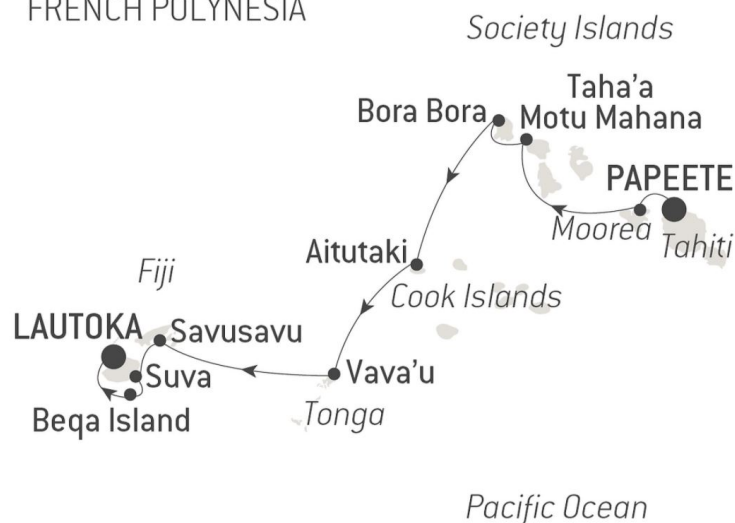 FRENCH POLYNESIA
Society Islands
Taha'a
Bora Bora
Motu Mahana
PAPEETE
Moorea
Tahiti
Aitutaki
Fiji
Cook Islands
LAUTOKA
Savusavu
Suva
Vava'u
Beqa Island
Tonga
Pacific Ocean